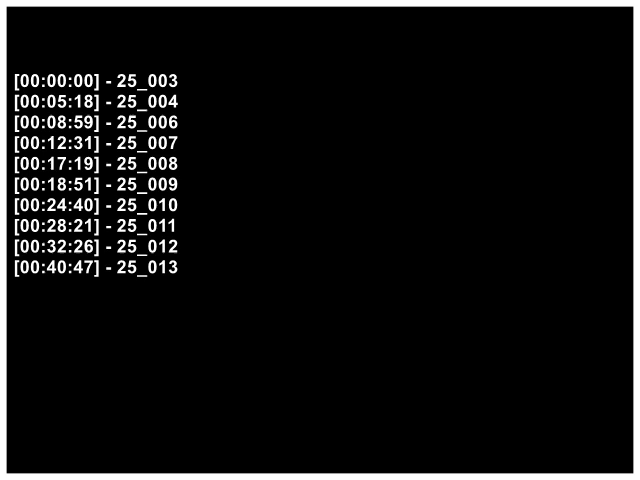 [00:00:00] - 25_003
[00:05:18] - 25_004
[00:08:59] - 25_006
[00:12:31] - 25_007
[00:17:19] - 25_008
[00:18:51] - 25_009
[00:24:40] - 25_010
[00:28:21] - 25_011
[00:32:26] - 25_012
[00:40:47] - 25_013